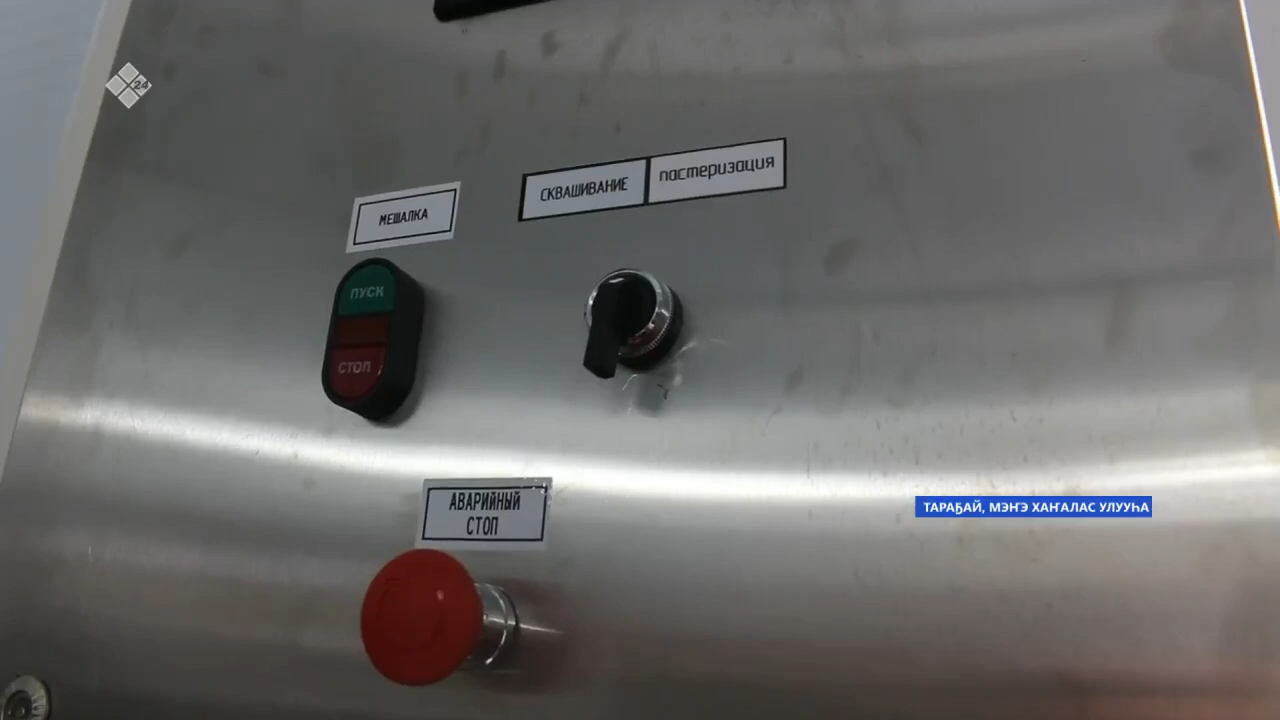 24
СКВАШИВАНИЕ
пастеризация
МЕШАЛКА
ПУСК
СТОП
АВАРИЙНЫЙ
СТОП
ТАРАҔАЙ, МЭҤЭ ХАҤАЛАС УЛУУҺА